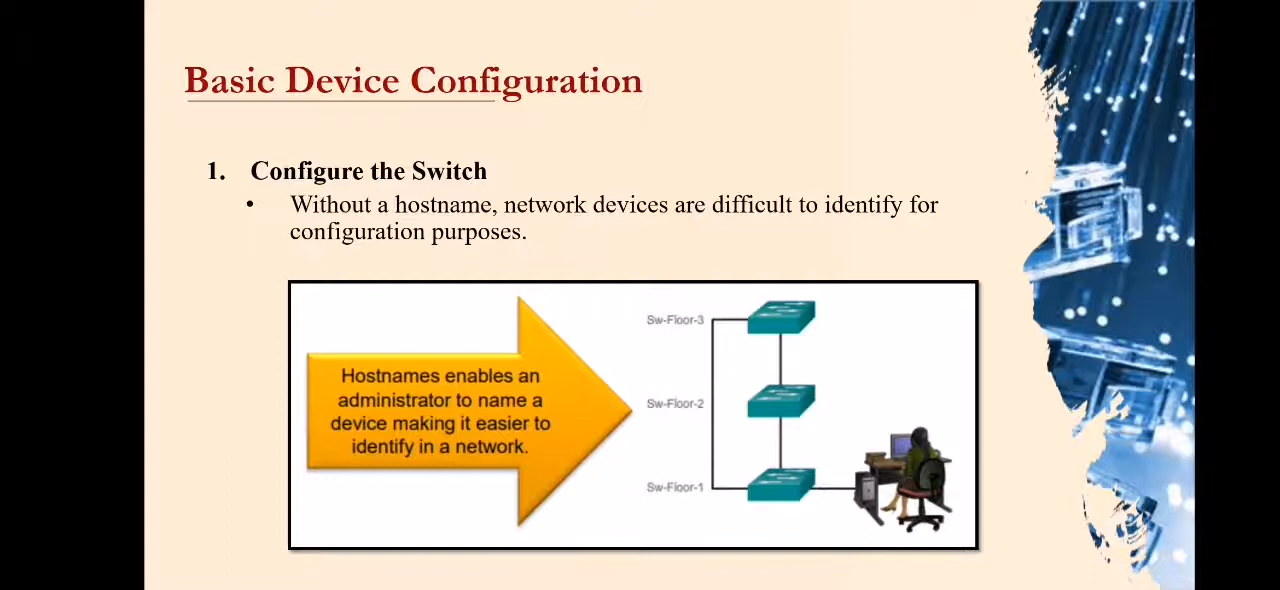 Basic Device Configuration
1. Configure the Switch
• Without a hostname, network devices are difficult to identify for
configuration purposes.
Hostnames enables an
administrator to name a
device making it easier to
identify in a network.
Sw-Floor-3
Sw-Floor-2
Sw-Floor-1